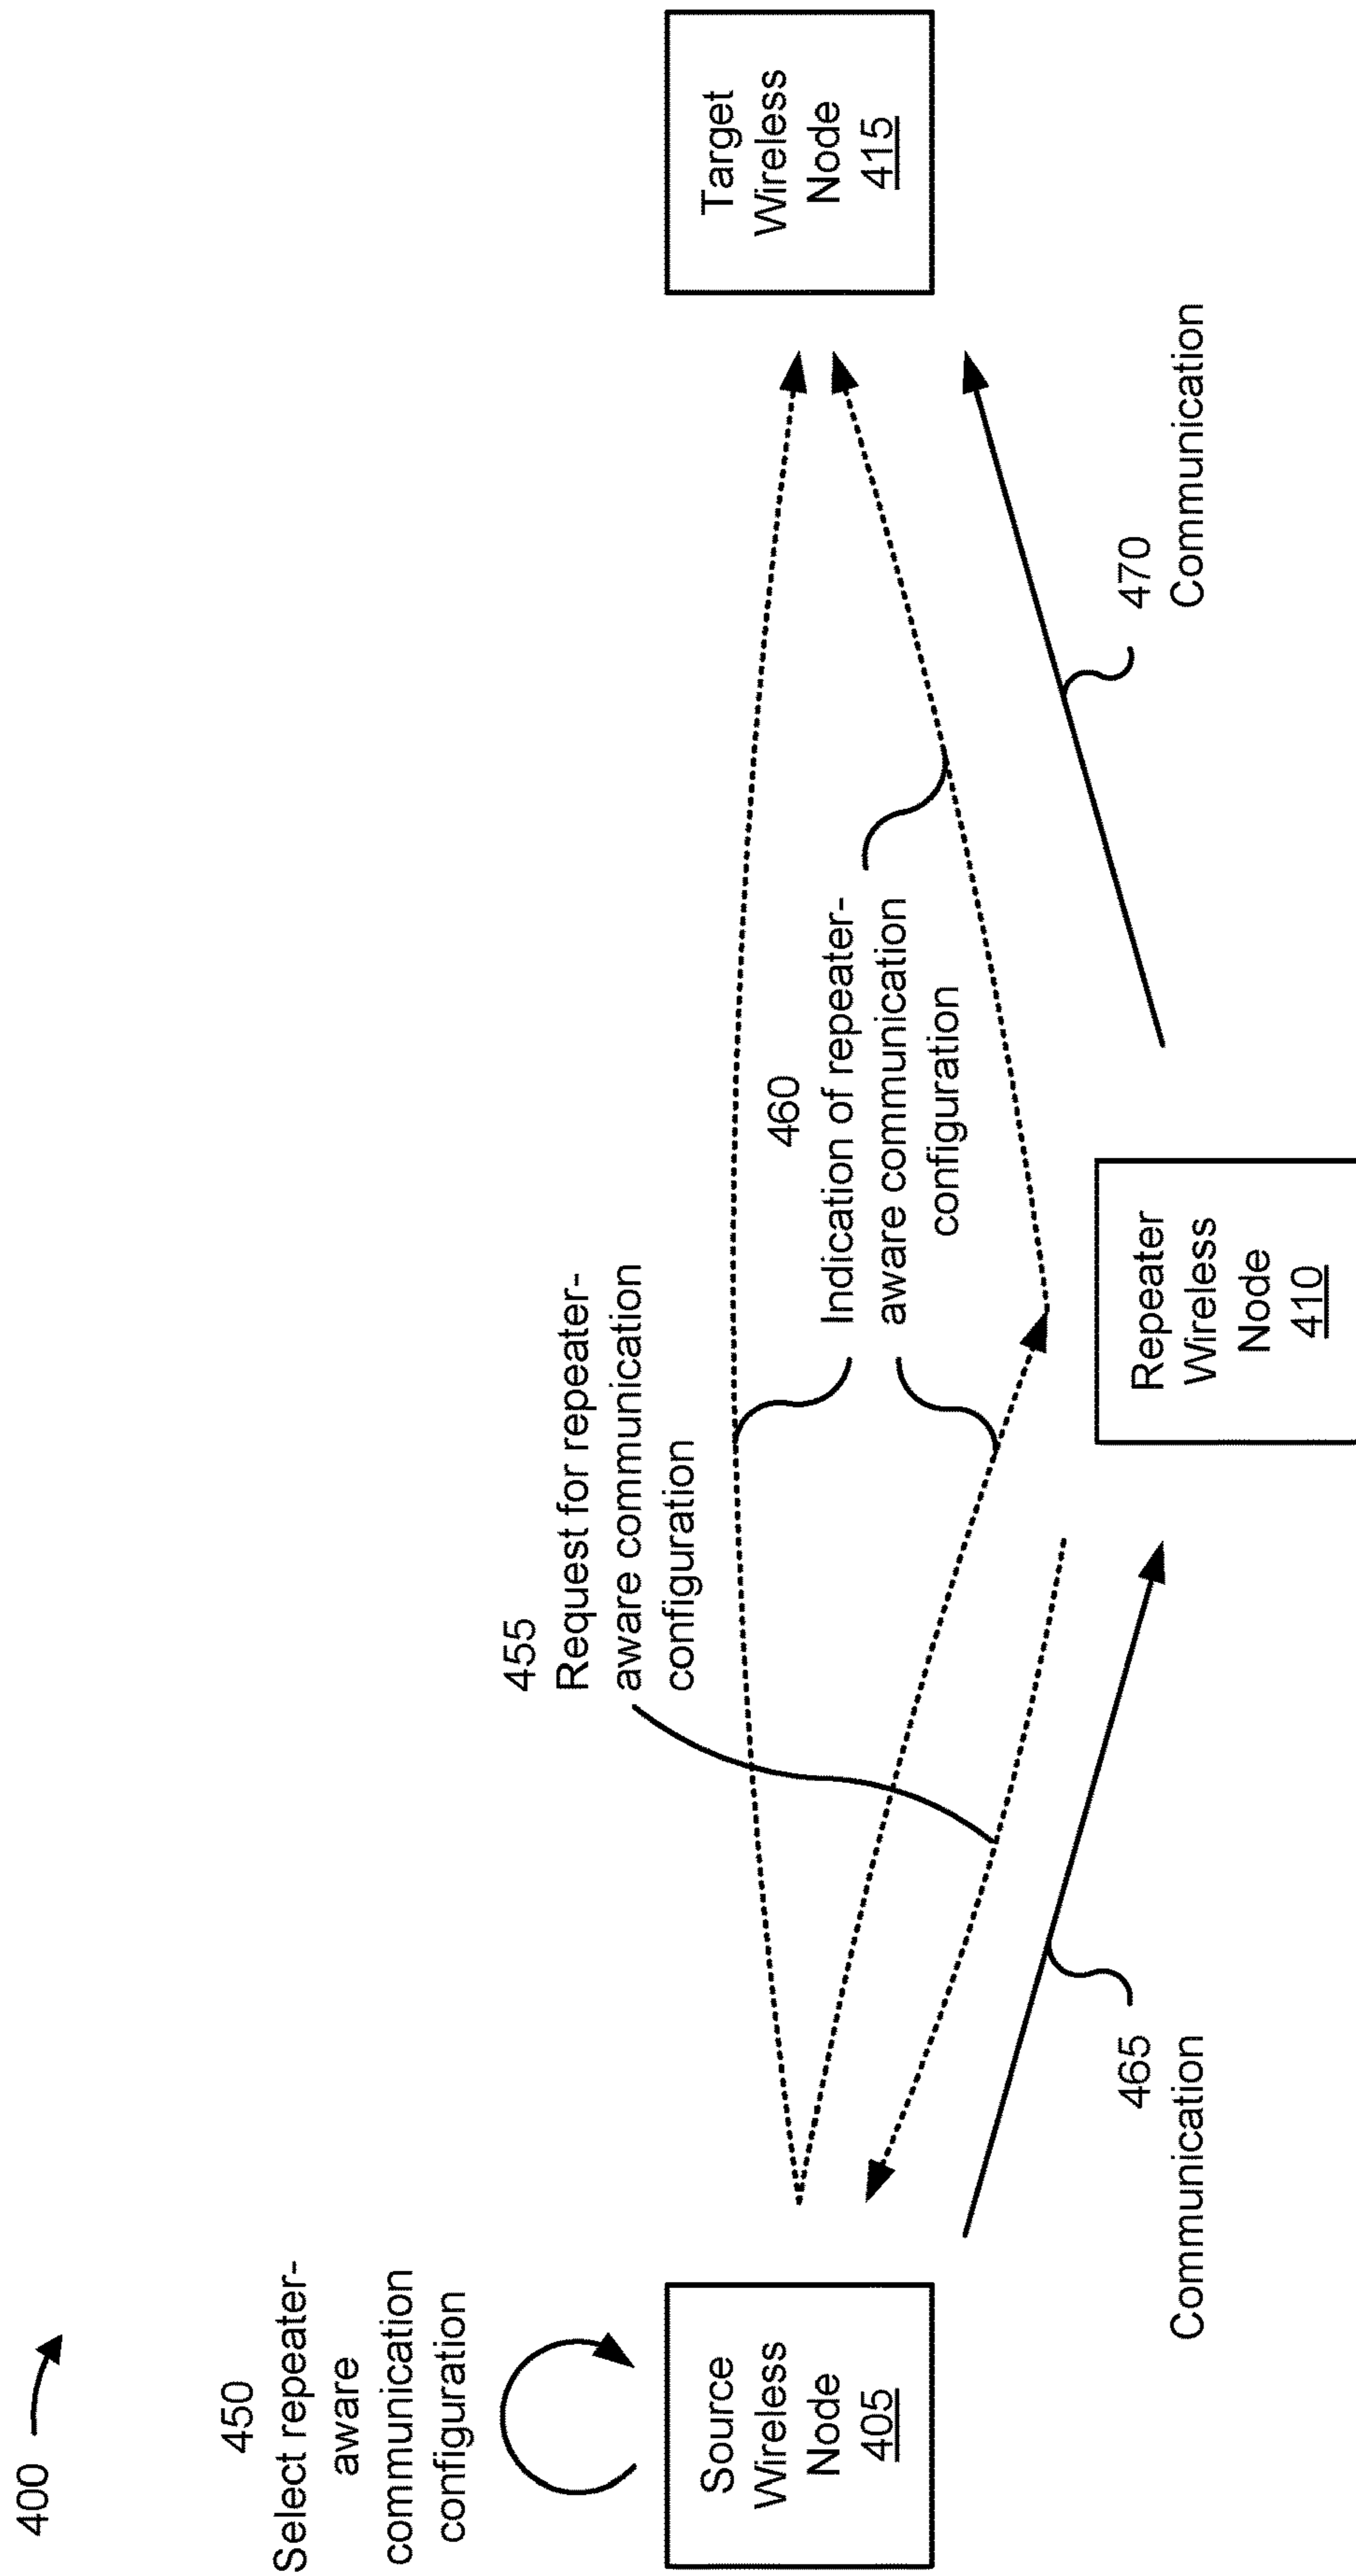 400
450
Select repeater-
aware
communication
configuration
Source
Wireless
Node
405
455
Request for repeater-
aware communication
configuration
460
Indication of repeater-
aware communication
configuration
Target
Wireless
Node
415
Repeater
Wireless
Node
410
465
Communication
470
Communication